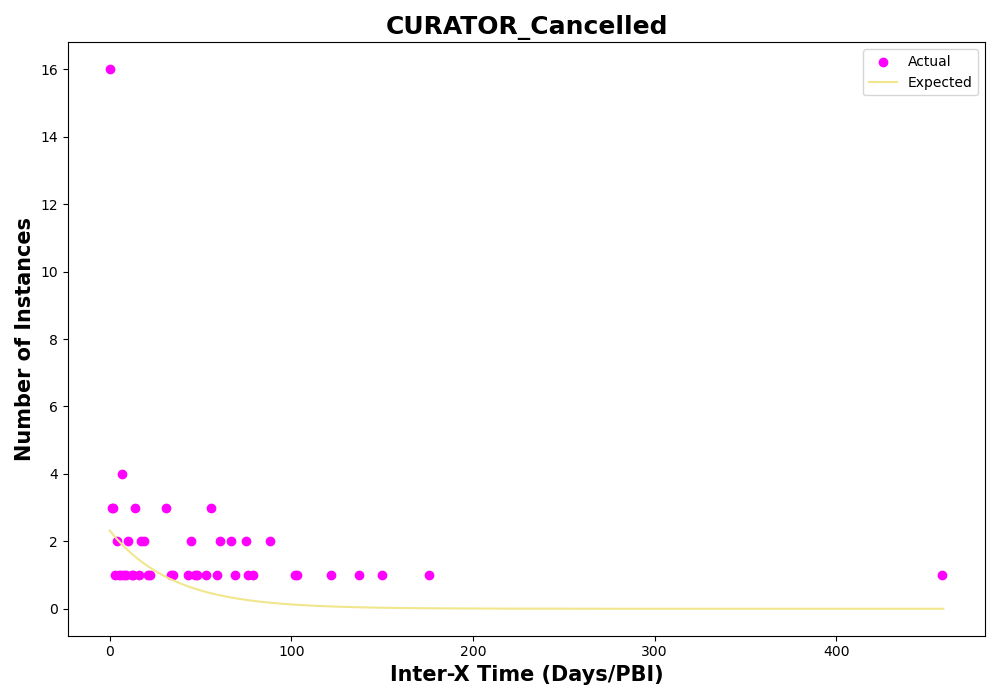 CURATOR_Cancelled
Actual
Expected
16
14
12
10
8
6
4
2
0
Number of Instances
0 100 200 300 400
Inter-X Time (Days/PBI)